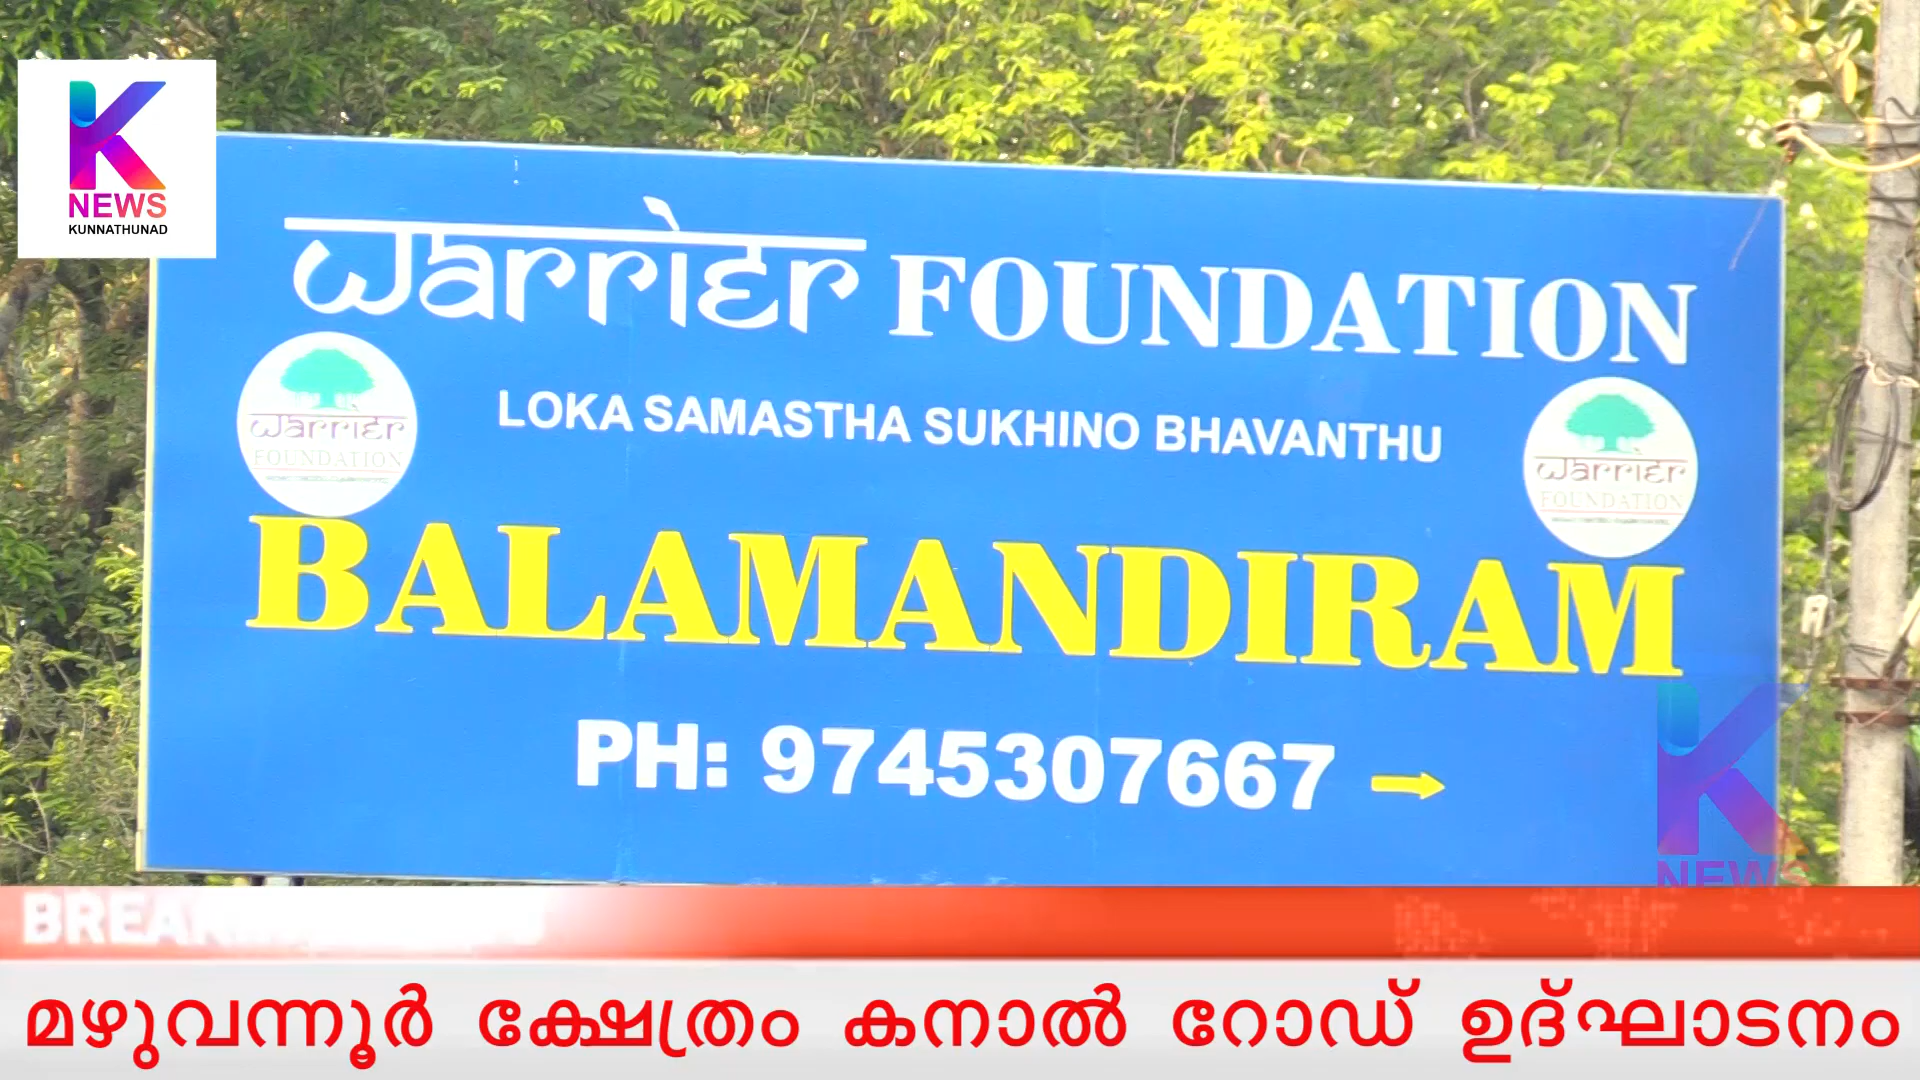 K
NEWS
KUNNATHUNAD
Warrier FOUNDATION
LOKA SAMASTHA SUKHINO BHAVANTHU
Warrier
FOUNDATION
Warrier
FOUNDATION
BALAMANDIRAM
PH: 9745307667
K
NEWS
മഴുവന്നൂർ ക്ഷേത്രം കനാൽ റോഡ് ഉദ്ഘാടനം